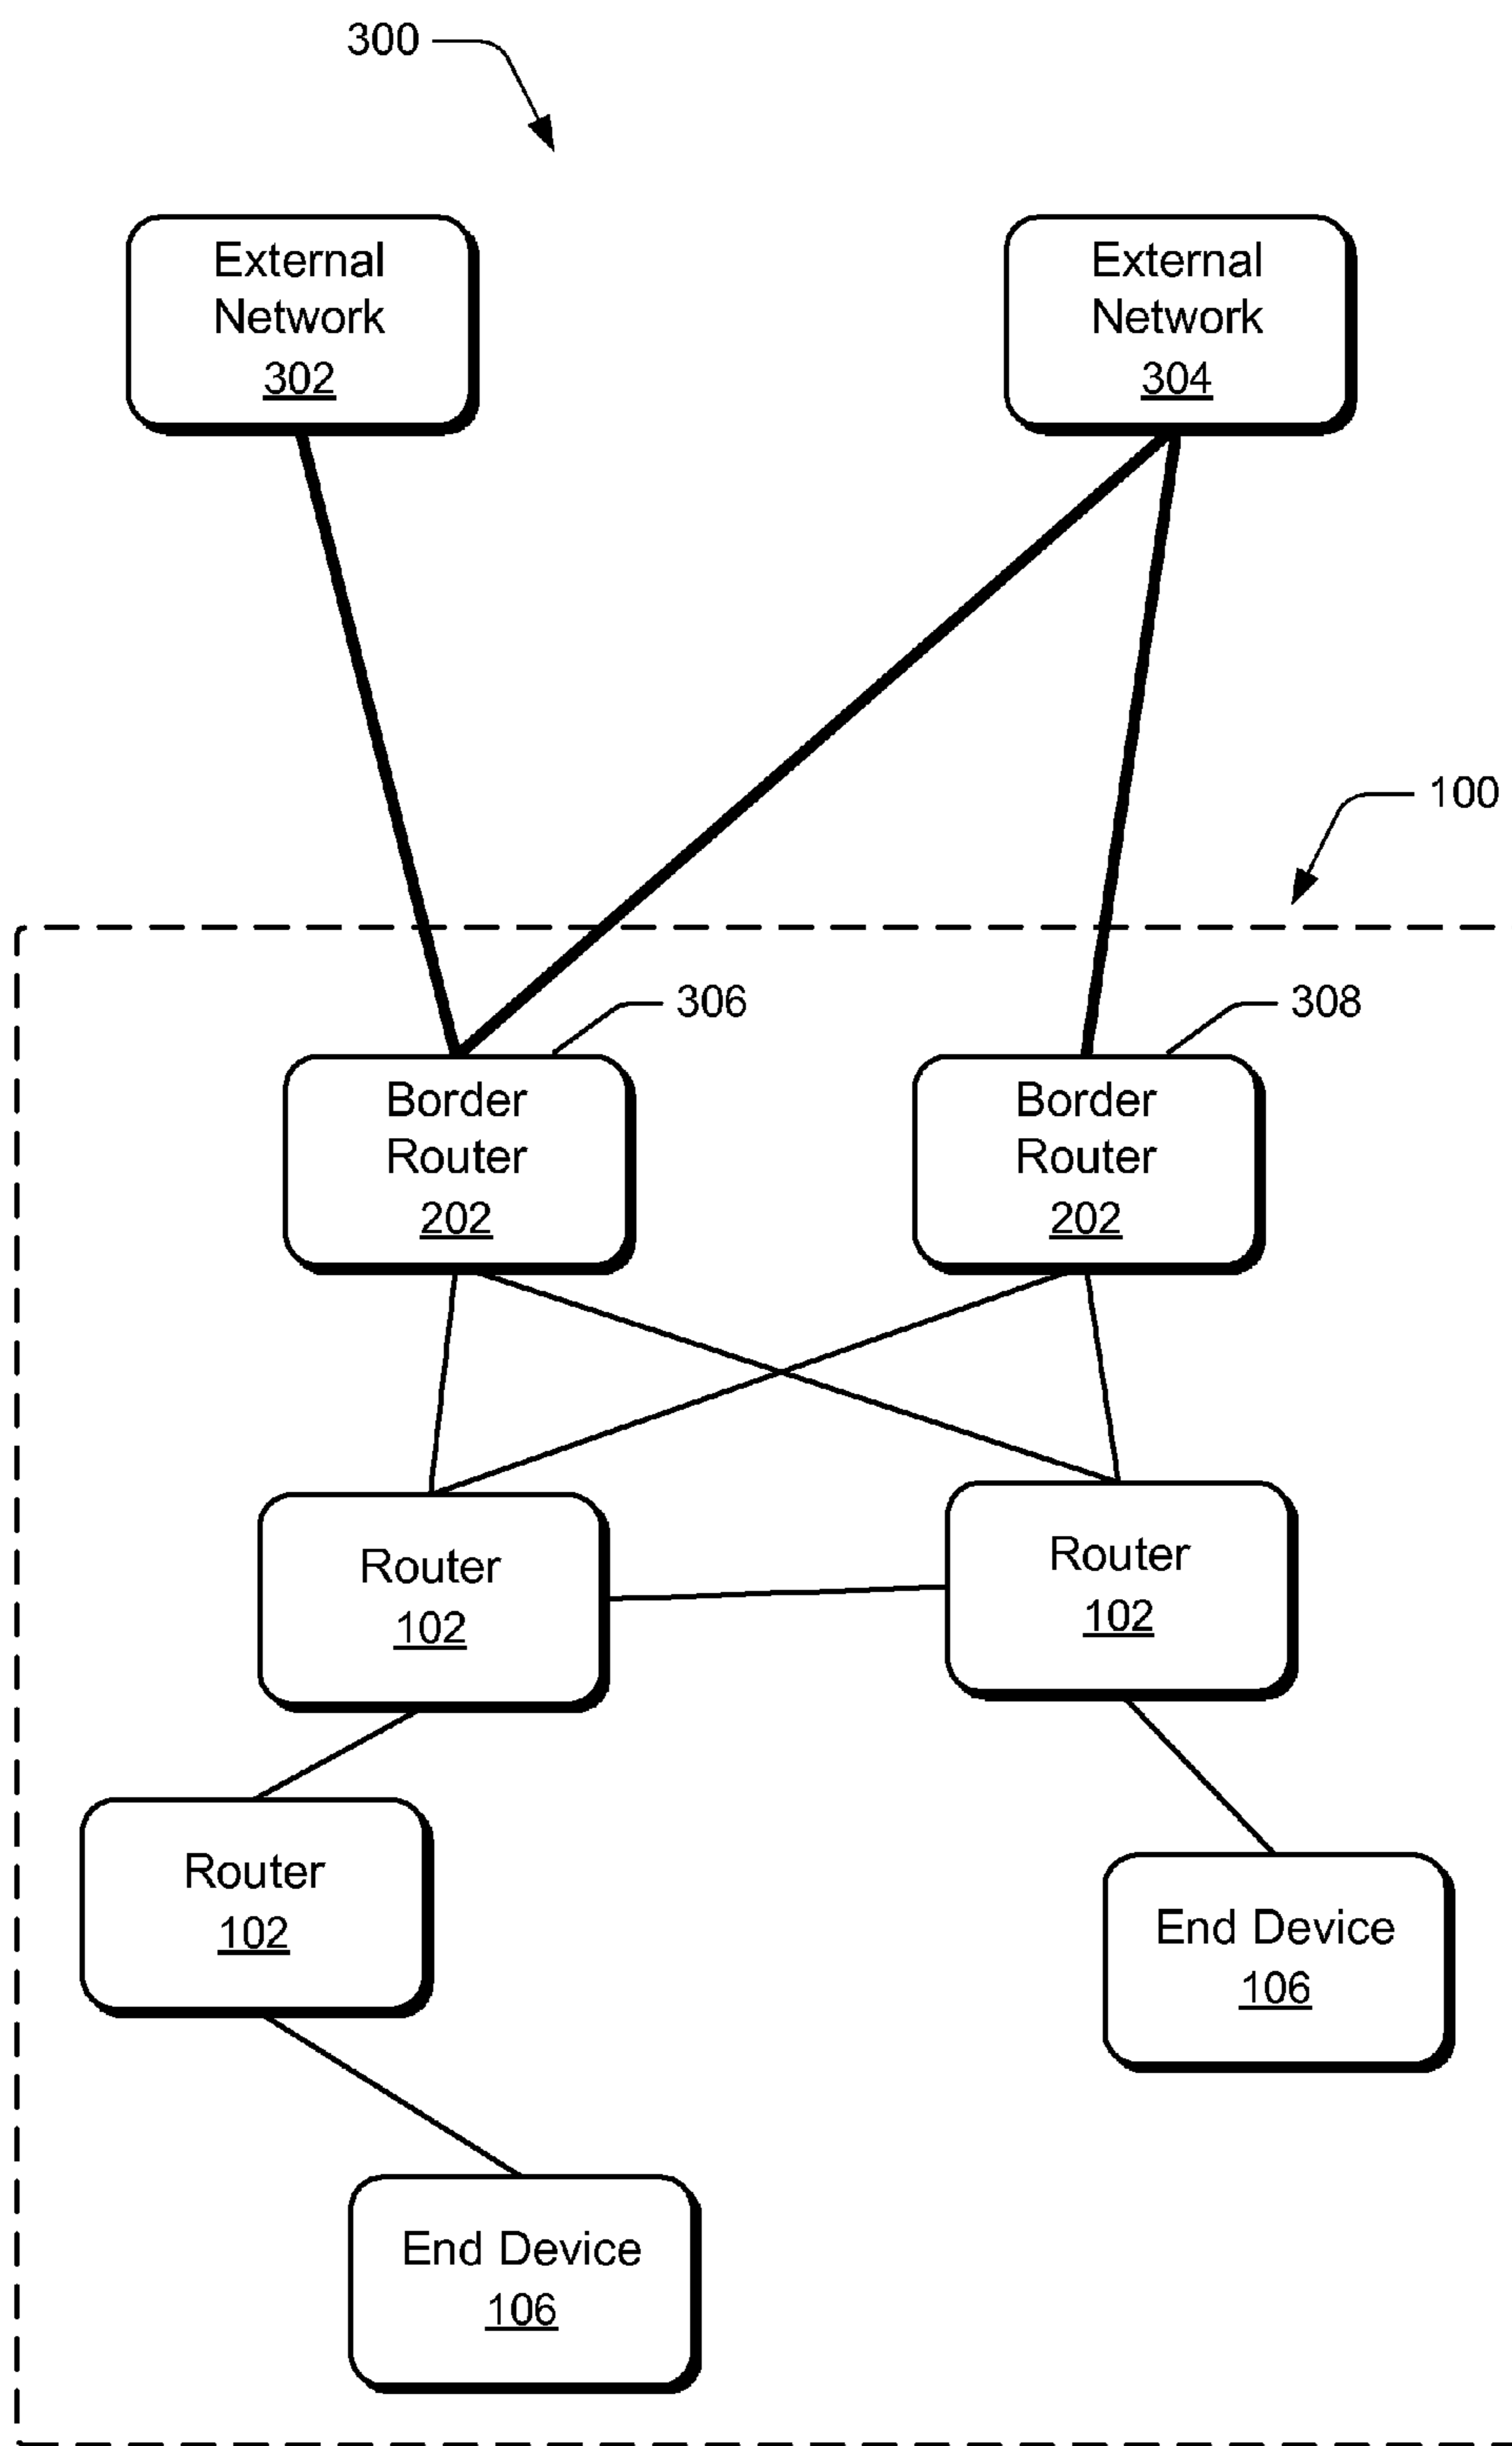 300
External
Network
302
External
Network
304
100
306
308
Border
Router
202
Border
Router
202
Router
102
Router
102
Router
102
End Device
106
End Device
106